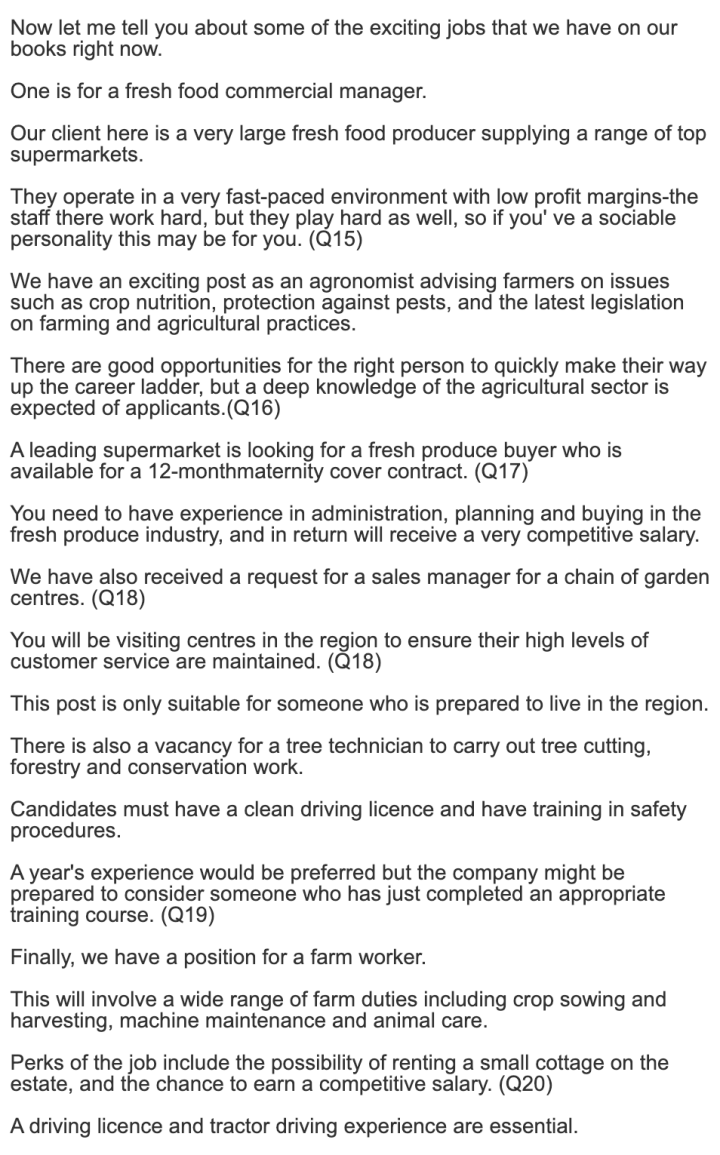 Now let me tell you about some of the exciting jobs that we have on our
books right now.
One is for a fresh food commercial manager.
Our client here is a very large fresh food producer supplying a range of top
supermarkets.
They operate in a very fast-paced environment with low profit margins-the
staff there work hard, but they play hard as well, so if you' ve a sociable
personality this may be for you. (Q15)
We have an exciting post as an agronomist advising farmers on issues
such as crop nutrition, protection against pests, and the latest legislation
on farming and agricultural practices.
There are good opportunities for the right person to quickly make their way
up the career ladder, but a deep knowledge of the agricultural sector is
expected of applicants.(Q16)
A leading supermarket is looking for a fresh produce buyer who is
available for a 12-monthmaternity cover contract. (Q17)
You need to have experience in administration, planning and buying in the
fresh produce industry, and in return will receive a very competitive salary.
We have also received a request for a sales manager for a chain of garden
centres. (Q18)
You will be visiting centres in the region to ensure their high levels of
customer service are maintained. (Q18)
This post is only suitable for someone who is prepared to live in the region.
There is also a vacancy for a tree technician to carry out tree cutting,
forestry and conservation work.
Candidates must have a clean driving licence and have training in safety
procedures.
A year's experience would be preferred but the company might be
prepared to consider someone who has just completed an appropriate
training course. (Q19)
Finally, we have a position for a farm worker.
This will involve a wide range of farm duties including crop sowing and
harvesting, machine maintenance and animal care.
Perks of the job include the possibility of renting a small cottage on the
estate, and the chance to earn a competitive salary. (Q20)
A driving licence and tractor driving experience are essential.